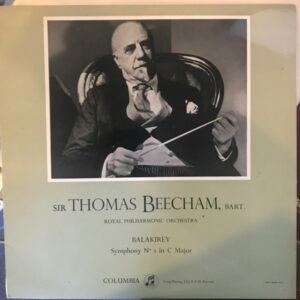 SIR THOMAS BEECHAM, BART.
ROYAL PHILHARMONIC ORCHESTRA
BALAKIREV
Symphony No 1 in C Major
COLUMBIA